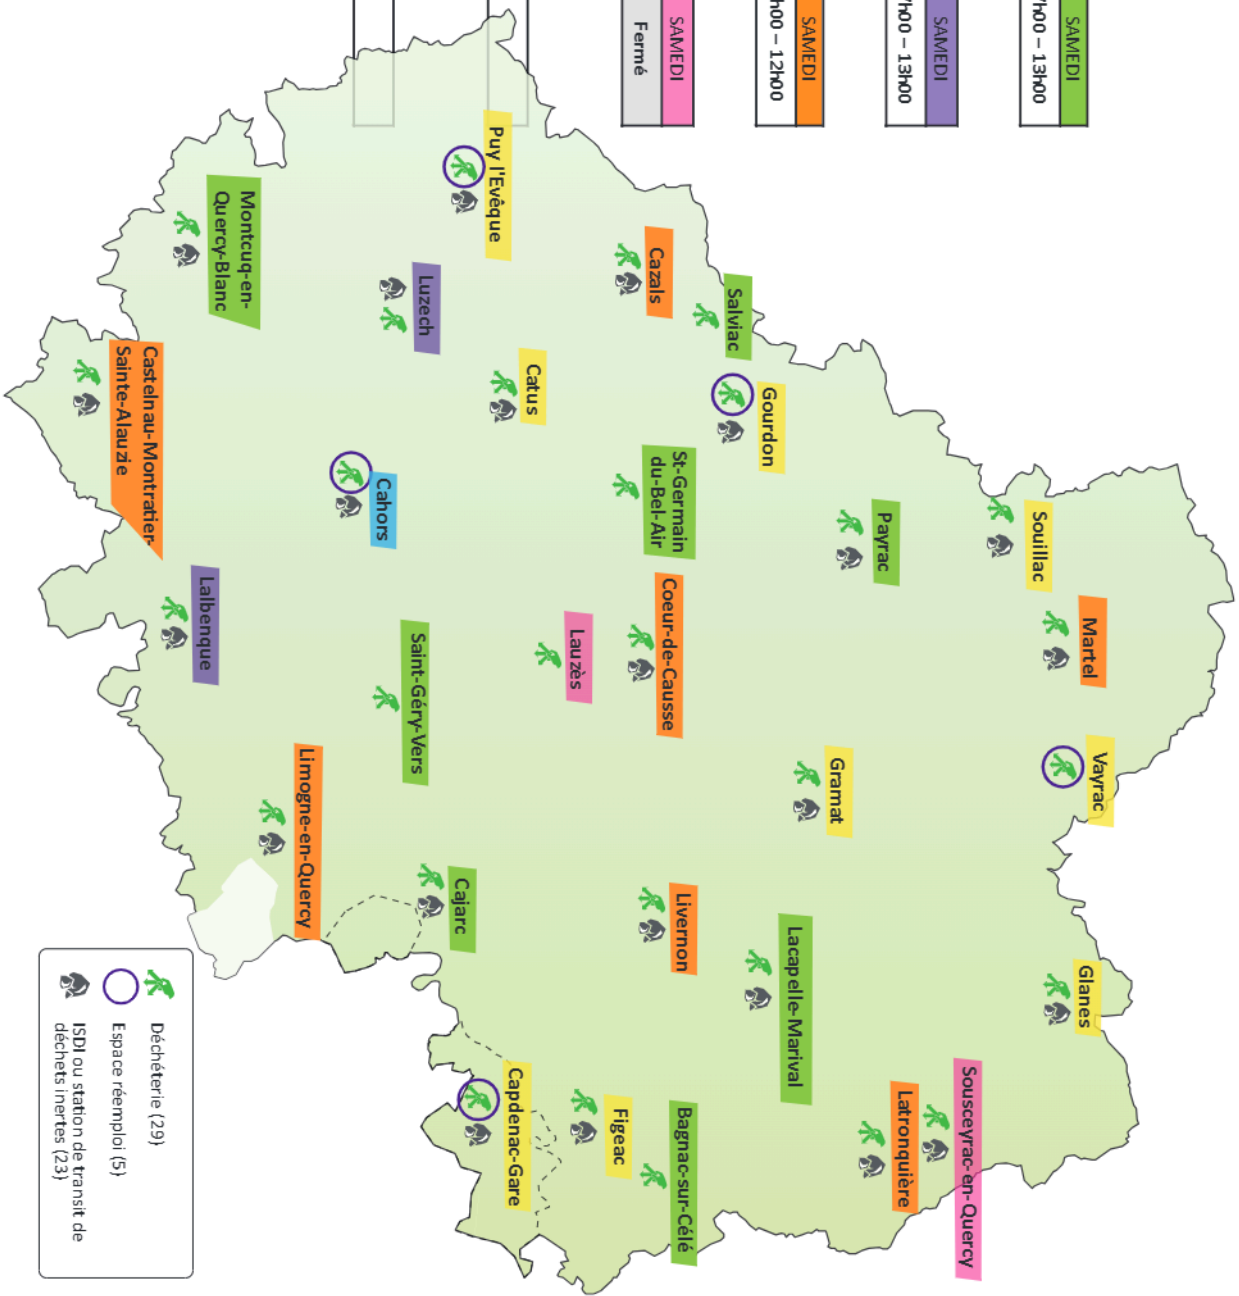 SAMEDI
h00 – 13h00
SAMEDI
h00 – 13h00
SAMEDI
h00 – 12h00
SAMEDI
Fermé
Vayrac
Martel
Glanes
Souillac
Sousceyrac-en-Quercy
Latronquière
Payrac
Gramat
Lacapelle-Marival
Gourdon
Salviac
St-Germain
du-Bel-Air
Livernon
Bagnac-sur-Célé
Cazals
Coeur-de-Causse
Figeac
Lauzès
Catus
Capdenac-Gare
Puy l'Evêque
Cajarc
Luzech
Saint-Géry-Vers
Cahors
Limogne-en-Quercy
Montcuq-en-
Quercy-Blanc
Lalbenque
Castelnau-Montratier-
Sainte-Alauzie
Déchéterie (29)
Espace réemploi (5)
ISDI ou station de transit de
déchets inertes (23)